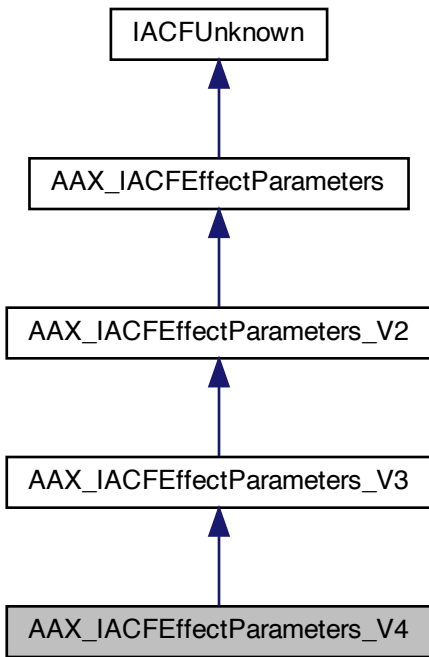 IACFUnknown
AAX_IACFEffectParameters
AAX_IACFEffectParameters_V2
AAX_IACFEffectParameters_V3
AAX_IACFEffectParameters_V4